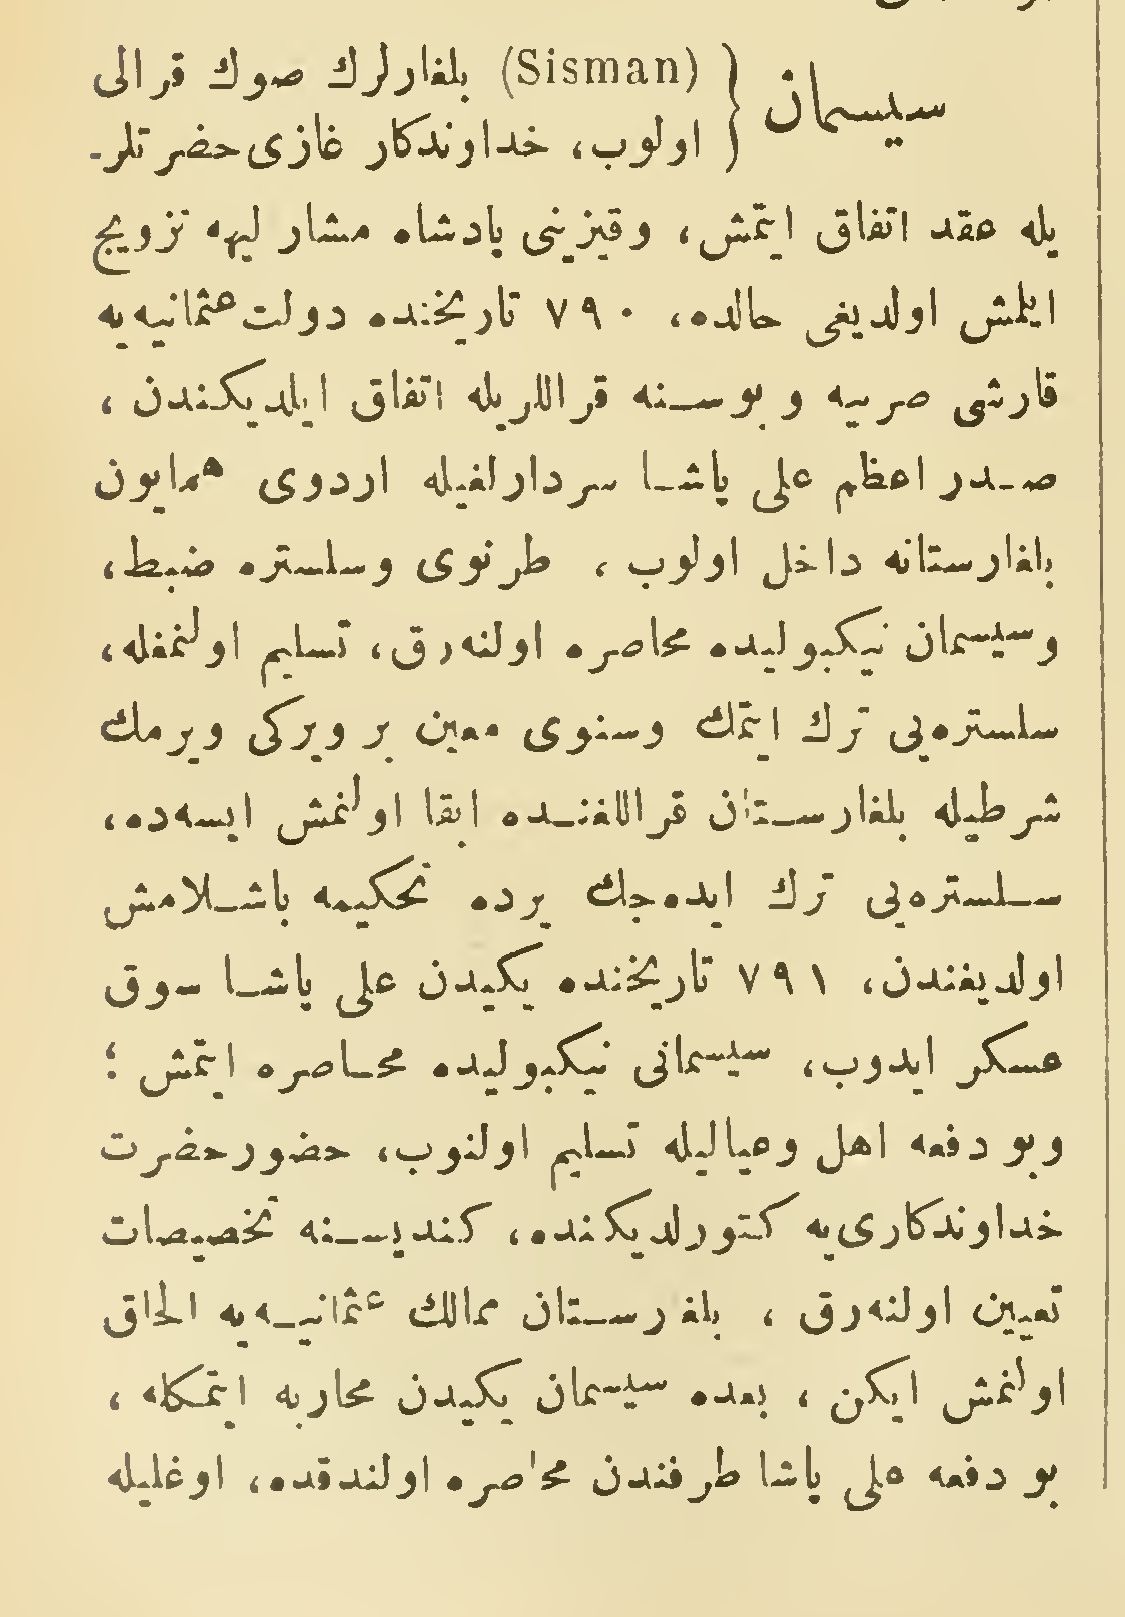 سیسمان { (Sisman) بلغارلرك صوك قرالی
اولوب، خداوندكار غازی حضرتلر-
یله عقد اتفاق ایتمش، وقیزینی پادشاه مشار لیهه تزویج
ایلمش اولدیغی حالده، ٧٩٠ تاریخنده دولت عثمانیه‌یه
قارشی صربیه و بوسنه قراللریله اتفاق ایلدیكندن،
صدر اعظم علی پاشا سردارلغیله اردوی همایون
بلغارستانه داخل اولوب، طرنوی وسلستره ضبط،
وسیسمان نیكبولیده محاصره اولنه‌رق، تسلیم اولنمغله،
سلستره‌یی ترك ایتمك وسنوی معین بر ویركی ویرمك
شرطیله بلغارستان قراللغنده ابقا اولنمش ایسه‌ده،
سلستره‌یی ترك ایده‌جك یرده تحكیمه باشلامش
اولدیغندن، ٧٩١ تاریخنده یكیدن علی پاشا سوق
عسكر ایدوب، سیسمانی نیكبولیده محاصره ایتمش؛
وبو دفعه اهل وعیالیله تسلیم اولنوب، حضور حضرت
خداوندكاری‌یه كتورلدیكنده، كندیسنه تخصیصات
تعیین اولنه‌رق، بلغارستان ممالك عثمانیه‌یه الحاق
اولنمش ایكن، بعده سیسمان یكیدن محاربه ایتمكله،
بو دفعه علی پاشا طرفندن محاصره اولندقده، اوغلیله